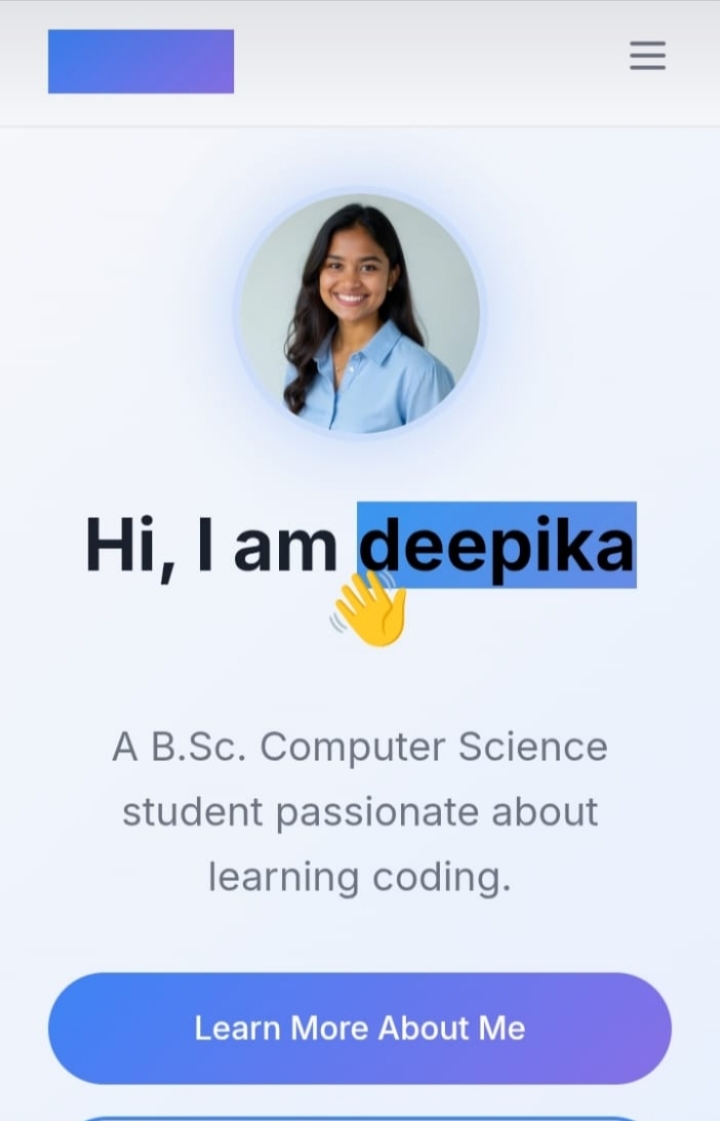 Hi, I am deepika
👋
A B.Sc. Computer Science
student passionate about
learning coding.
Learn More About Me